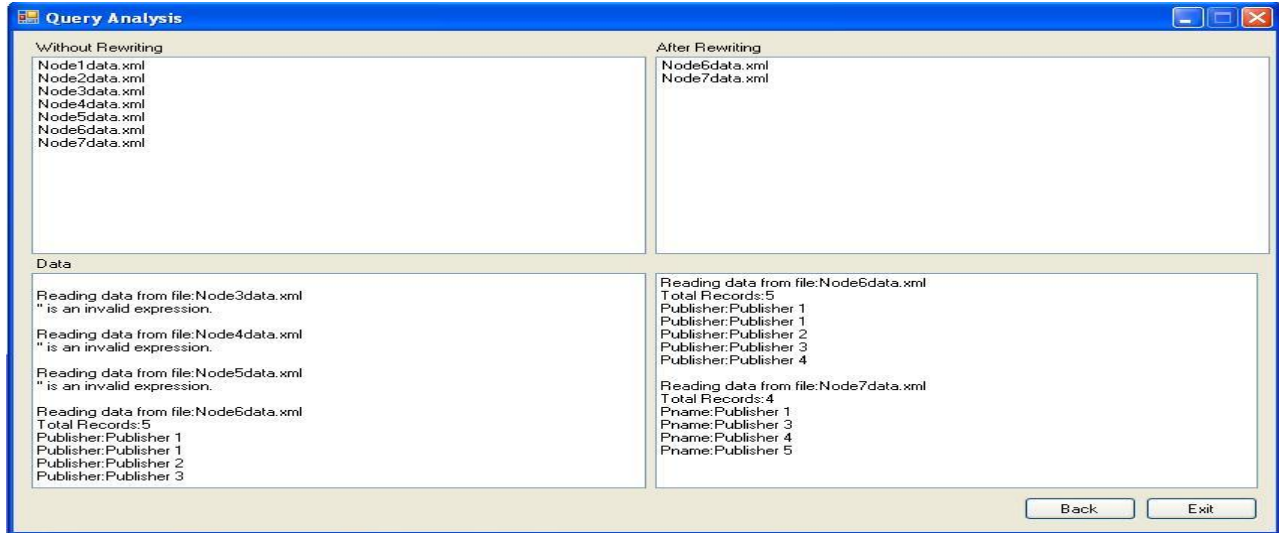 Query Analysis
Without Rewriting
Node1data.xml
Node2data.xml
Node3data.xml
Node4data.xml
Node5data.xml
Node6data.xml
Node7data.xml
After Rewriting
Node6data.xml
Node7data.xml
Data
Reading data from file:Node3data.xml
'' is an invalid expression.
Reading data from file:Node4data.xml
'' is an invalid expression.
Reading data from file:Node5data.xml
'' is an invalid expression.
Reading data from file:Node6data.xml
Total Records:5
Publisher:Publisher 1
Publisher:Publisher 1
Publisher:Publisher 2
Publisher:Publisher 3
Reading data from file:Node6data.xml
Total Records:5
Publisher:Publisher 1
Publisher:Publisher 1
Publisher:Publisher 2
Publisher:Publisher 3
Publisher:Publisher 4
Reading data from file:Node7data.xml
Total Records:4
Pname:Publisher 1
Pname:Publisher 3
Pname:Publisher 4
Pname:Publisher 5
Back
Exit